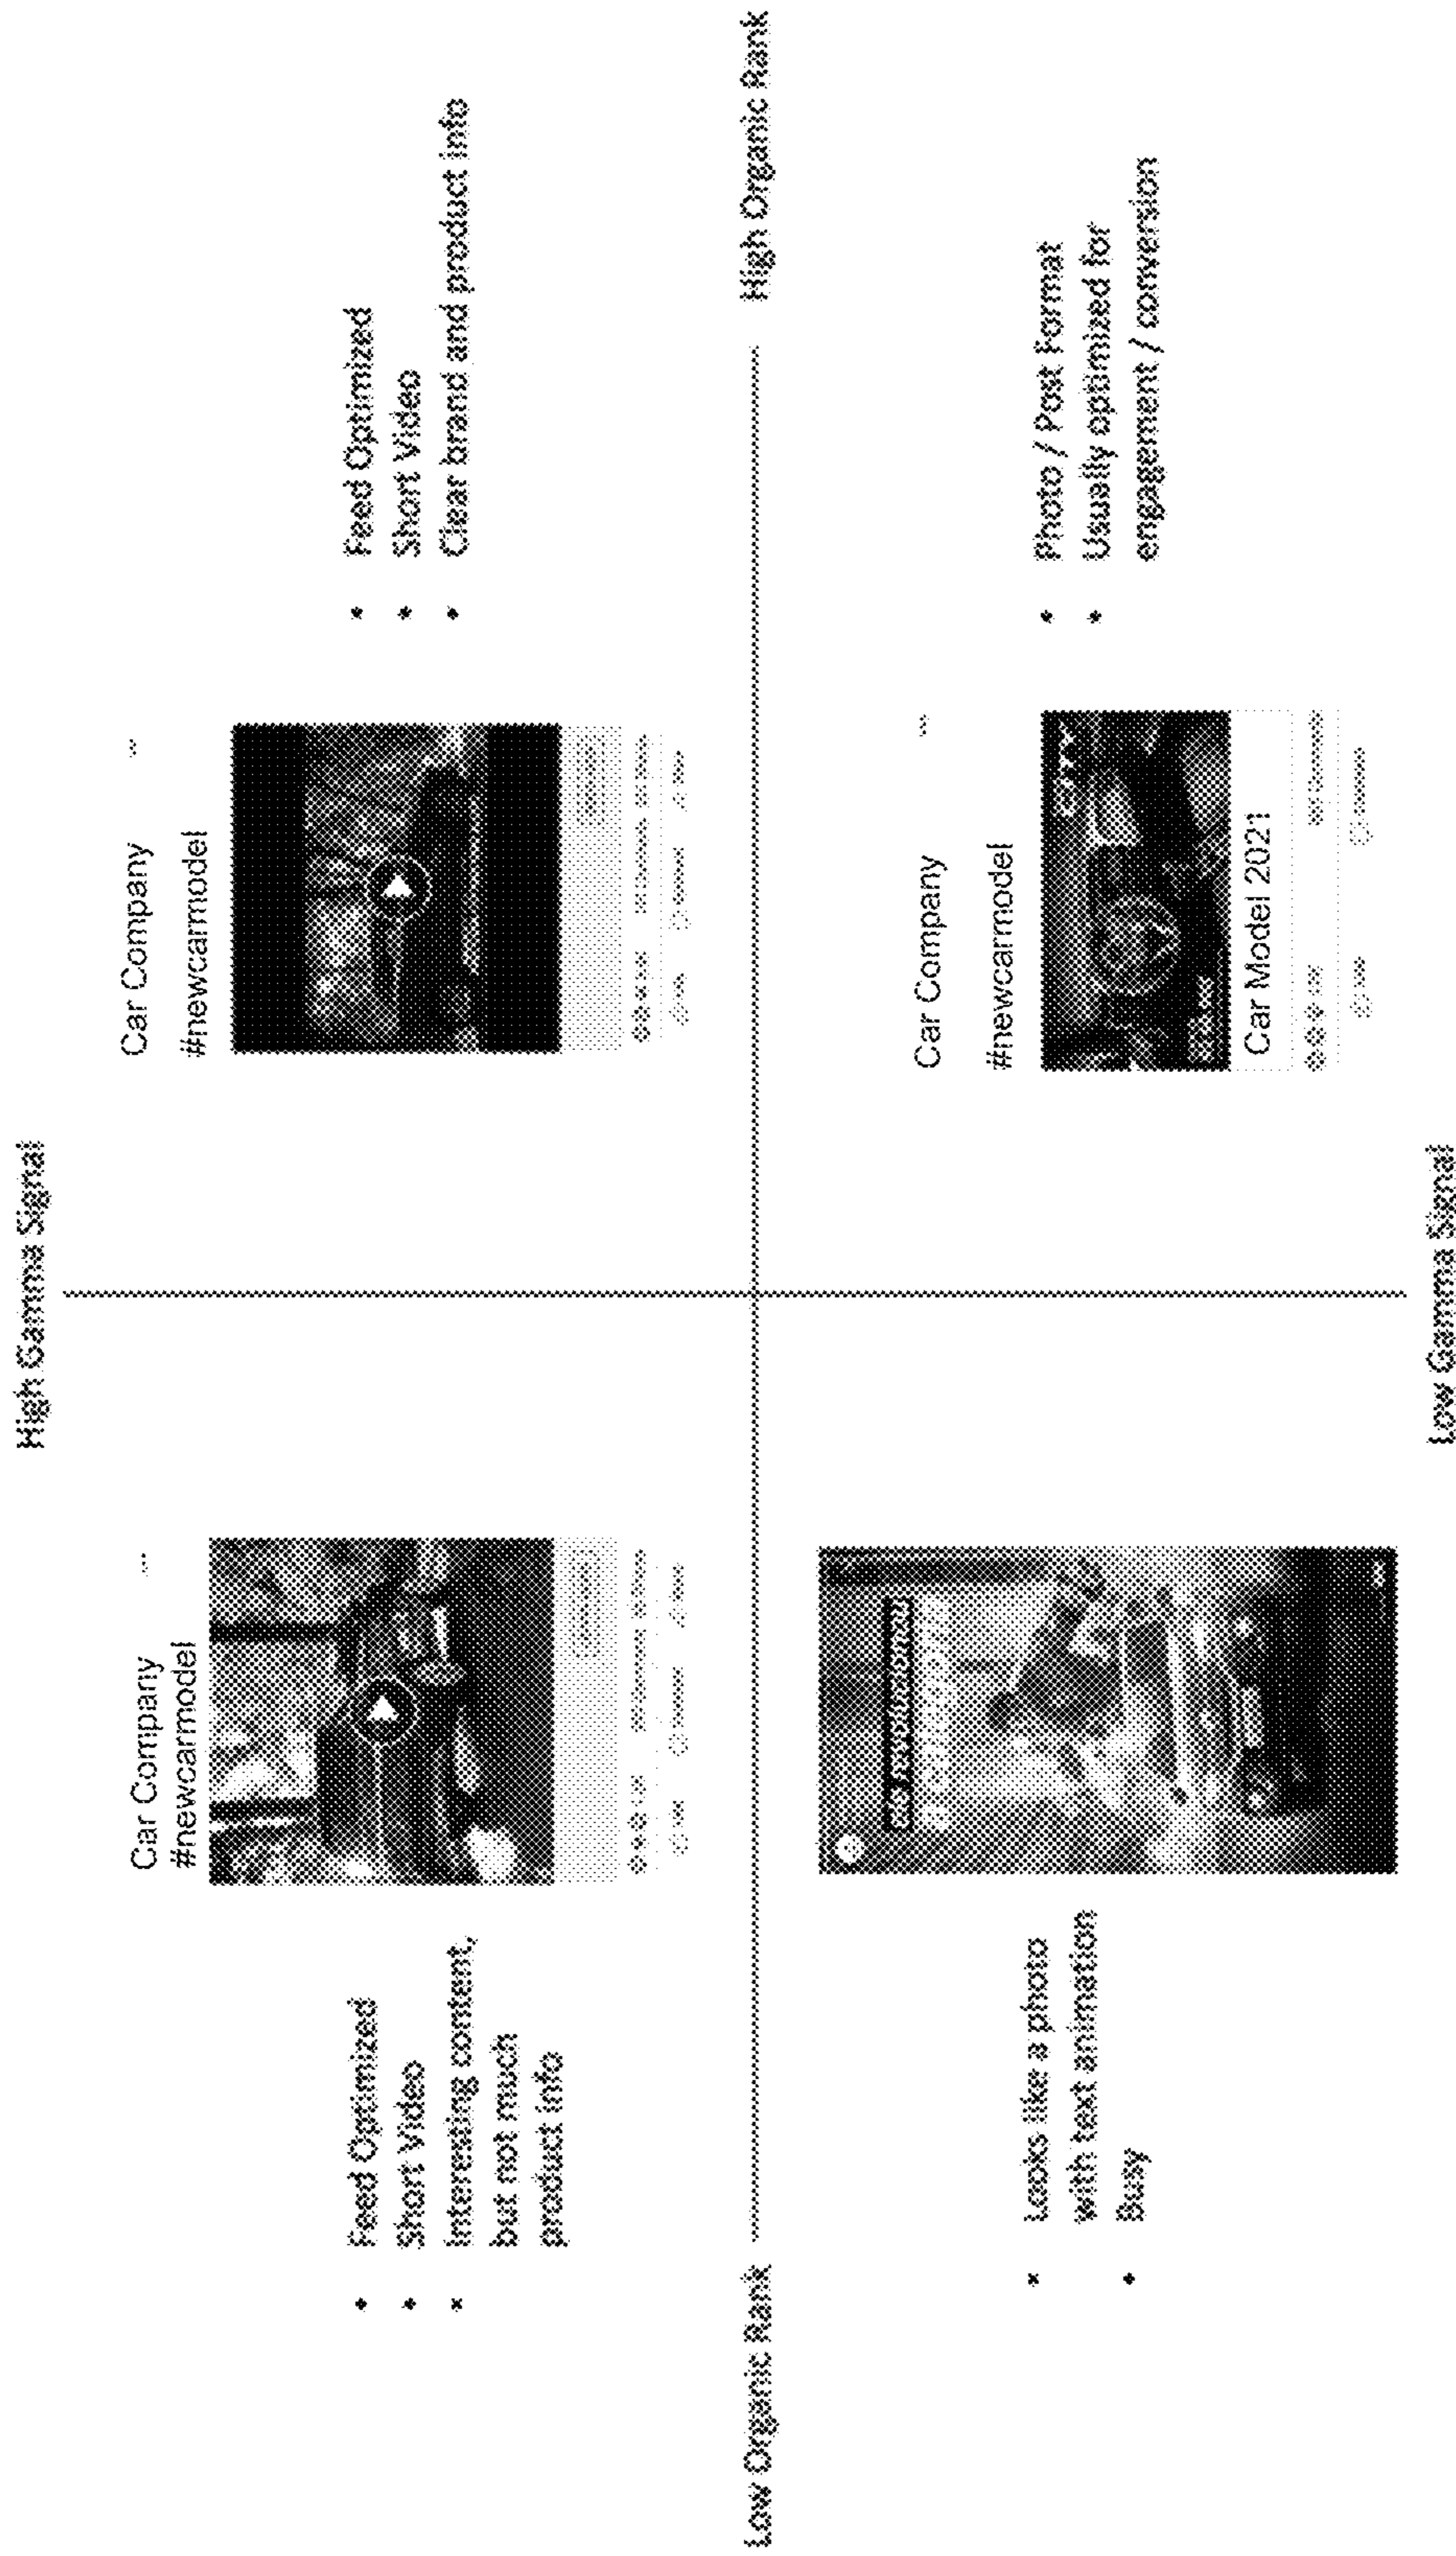 High Gamma Signal
Car Company
#newcarmodel
• Feed Optimized
• Short Video
• Interesting content,
but not much
product info
Car Company
#newcarmodel
• Feed Optimized
• Short Video
• Clear brand and product info
Low Organic Rank
High Organic Rank
• Looks like a photo
with text animation
• Busy
Car Company
#newcarmodel
Car Model 2021
• Photo / Post Format
• Usually optimized for
engagement / conversion
Low Gamma Signal